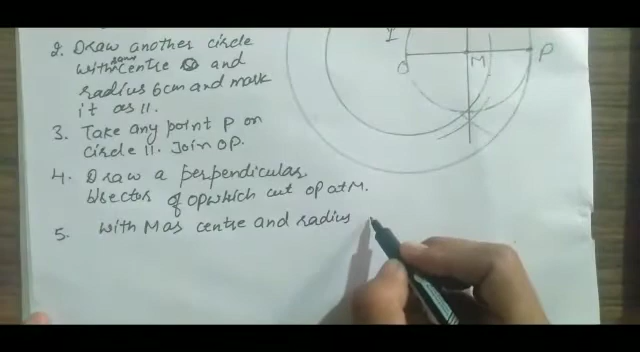 2. Draw another circle
with same centre O and
radius 6cm and mark
it as II.
3. Take any point P on
circle II. Join OP.
4. Draw a perpendicular
bisector of OP which cut OP at M.
5. with M as centre and radius
I
O
M
P